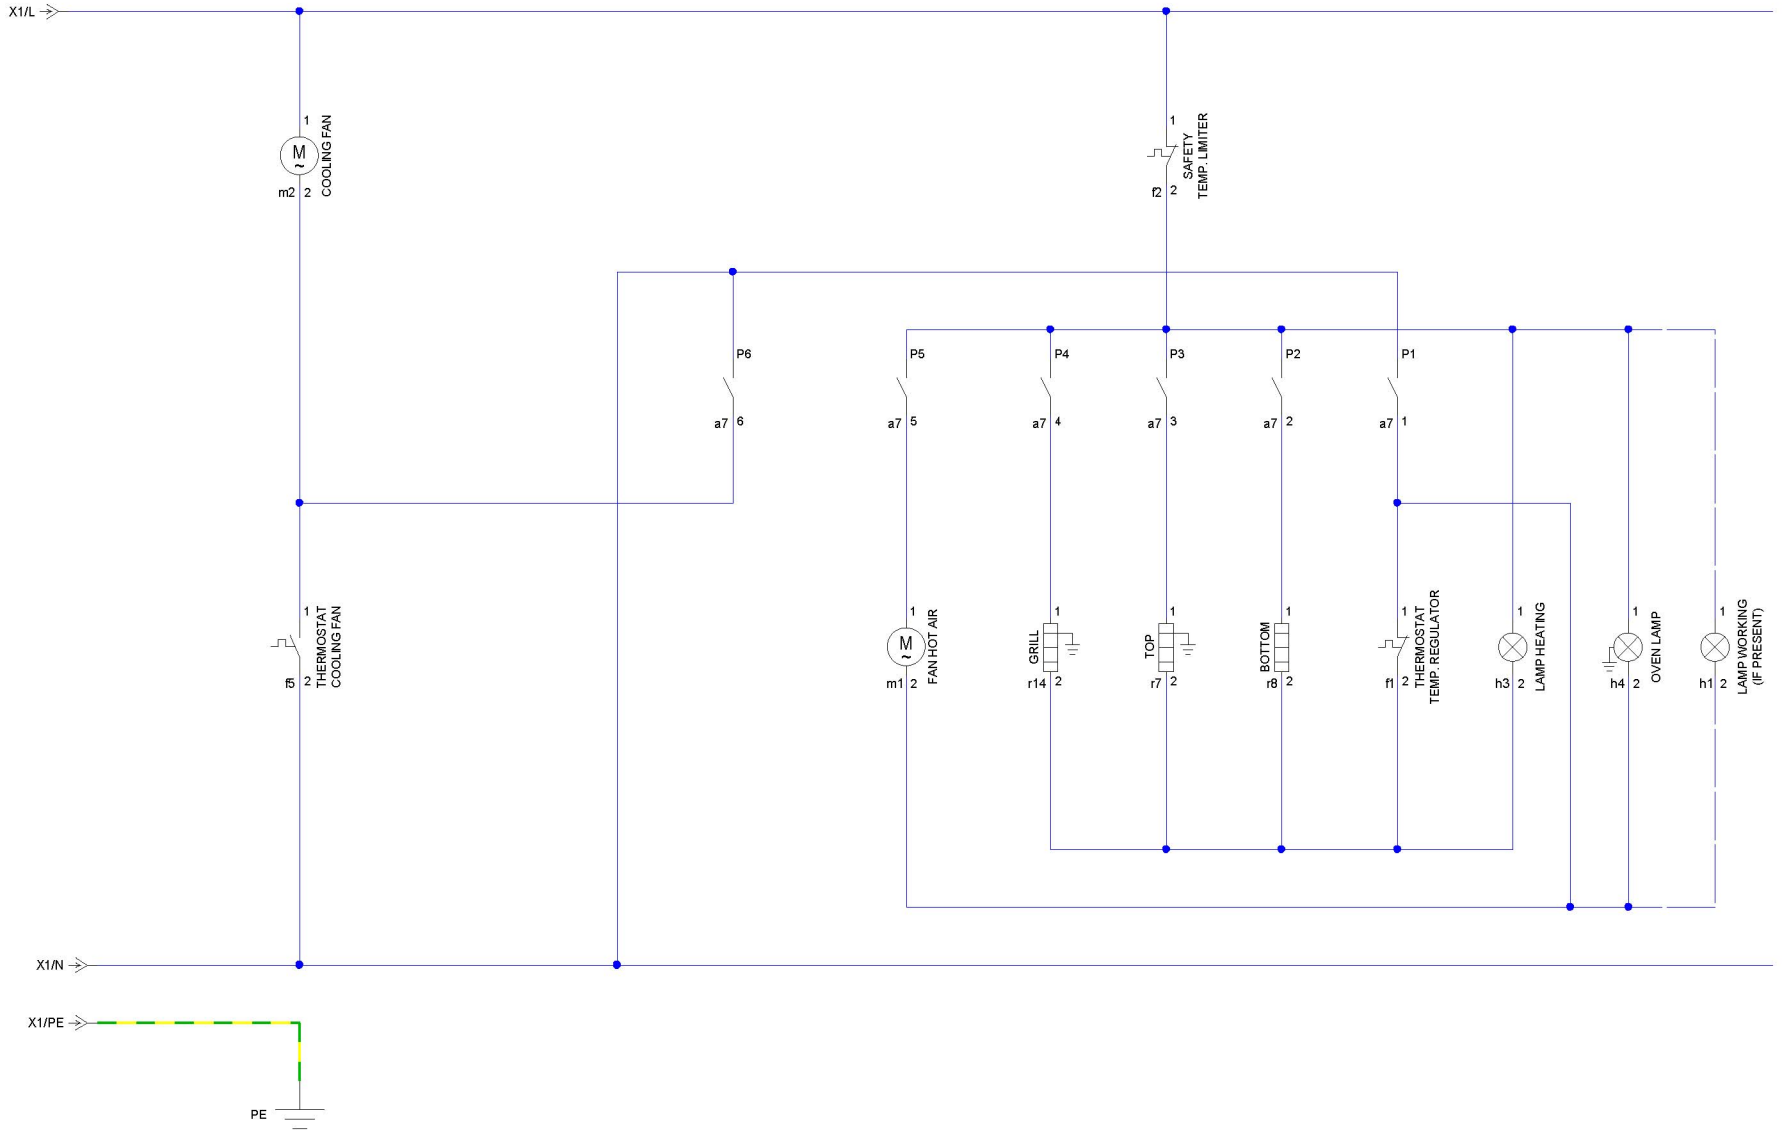 X1/L
1
M
~
m2 2
COOLING FAN
1
f2 2
SAFETY
TEMP. LIMITER
P6
a7 6
P5
a7 5
P4
a7 4
P3
a7 3
P2
a7 2
P1
a7 1
1
f5 2
THERMOSTAT
COOLING FAN
1
M
~
m1 2
FAN HOT AIR
1
GRILL
r14 2
1
TOP
r7 2
1
BOTTOM
r8 2
1
f1 2
THERMOSTAT
TEMP. REGULATOR
1
h3 2
LAMP HEATING
1
h4 2
OVEN LAMP
1
h1 2
LAMP WORKING
(IF PRESENT)
X1/N
X1/PE
PE